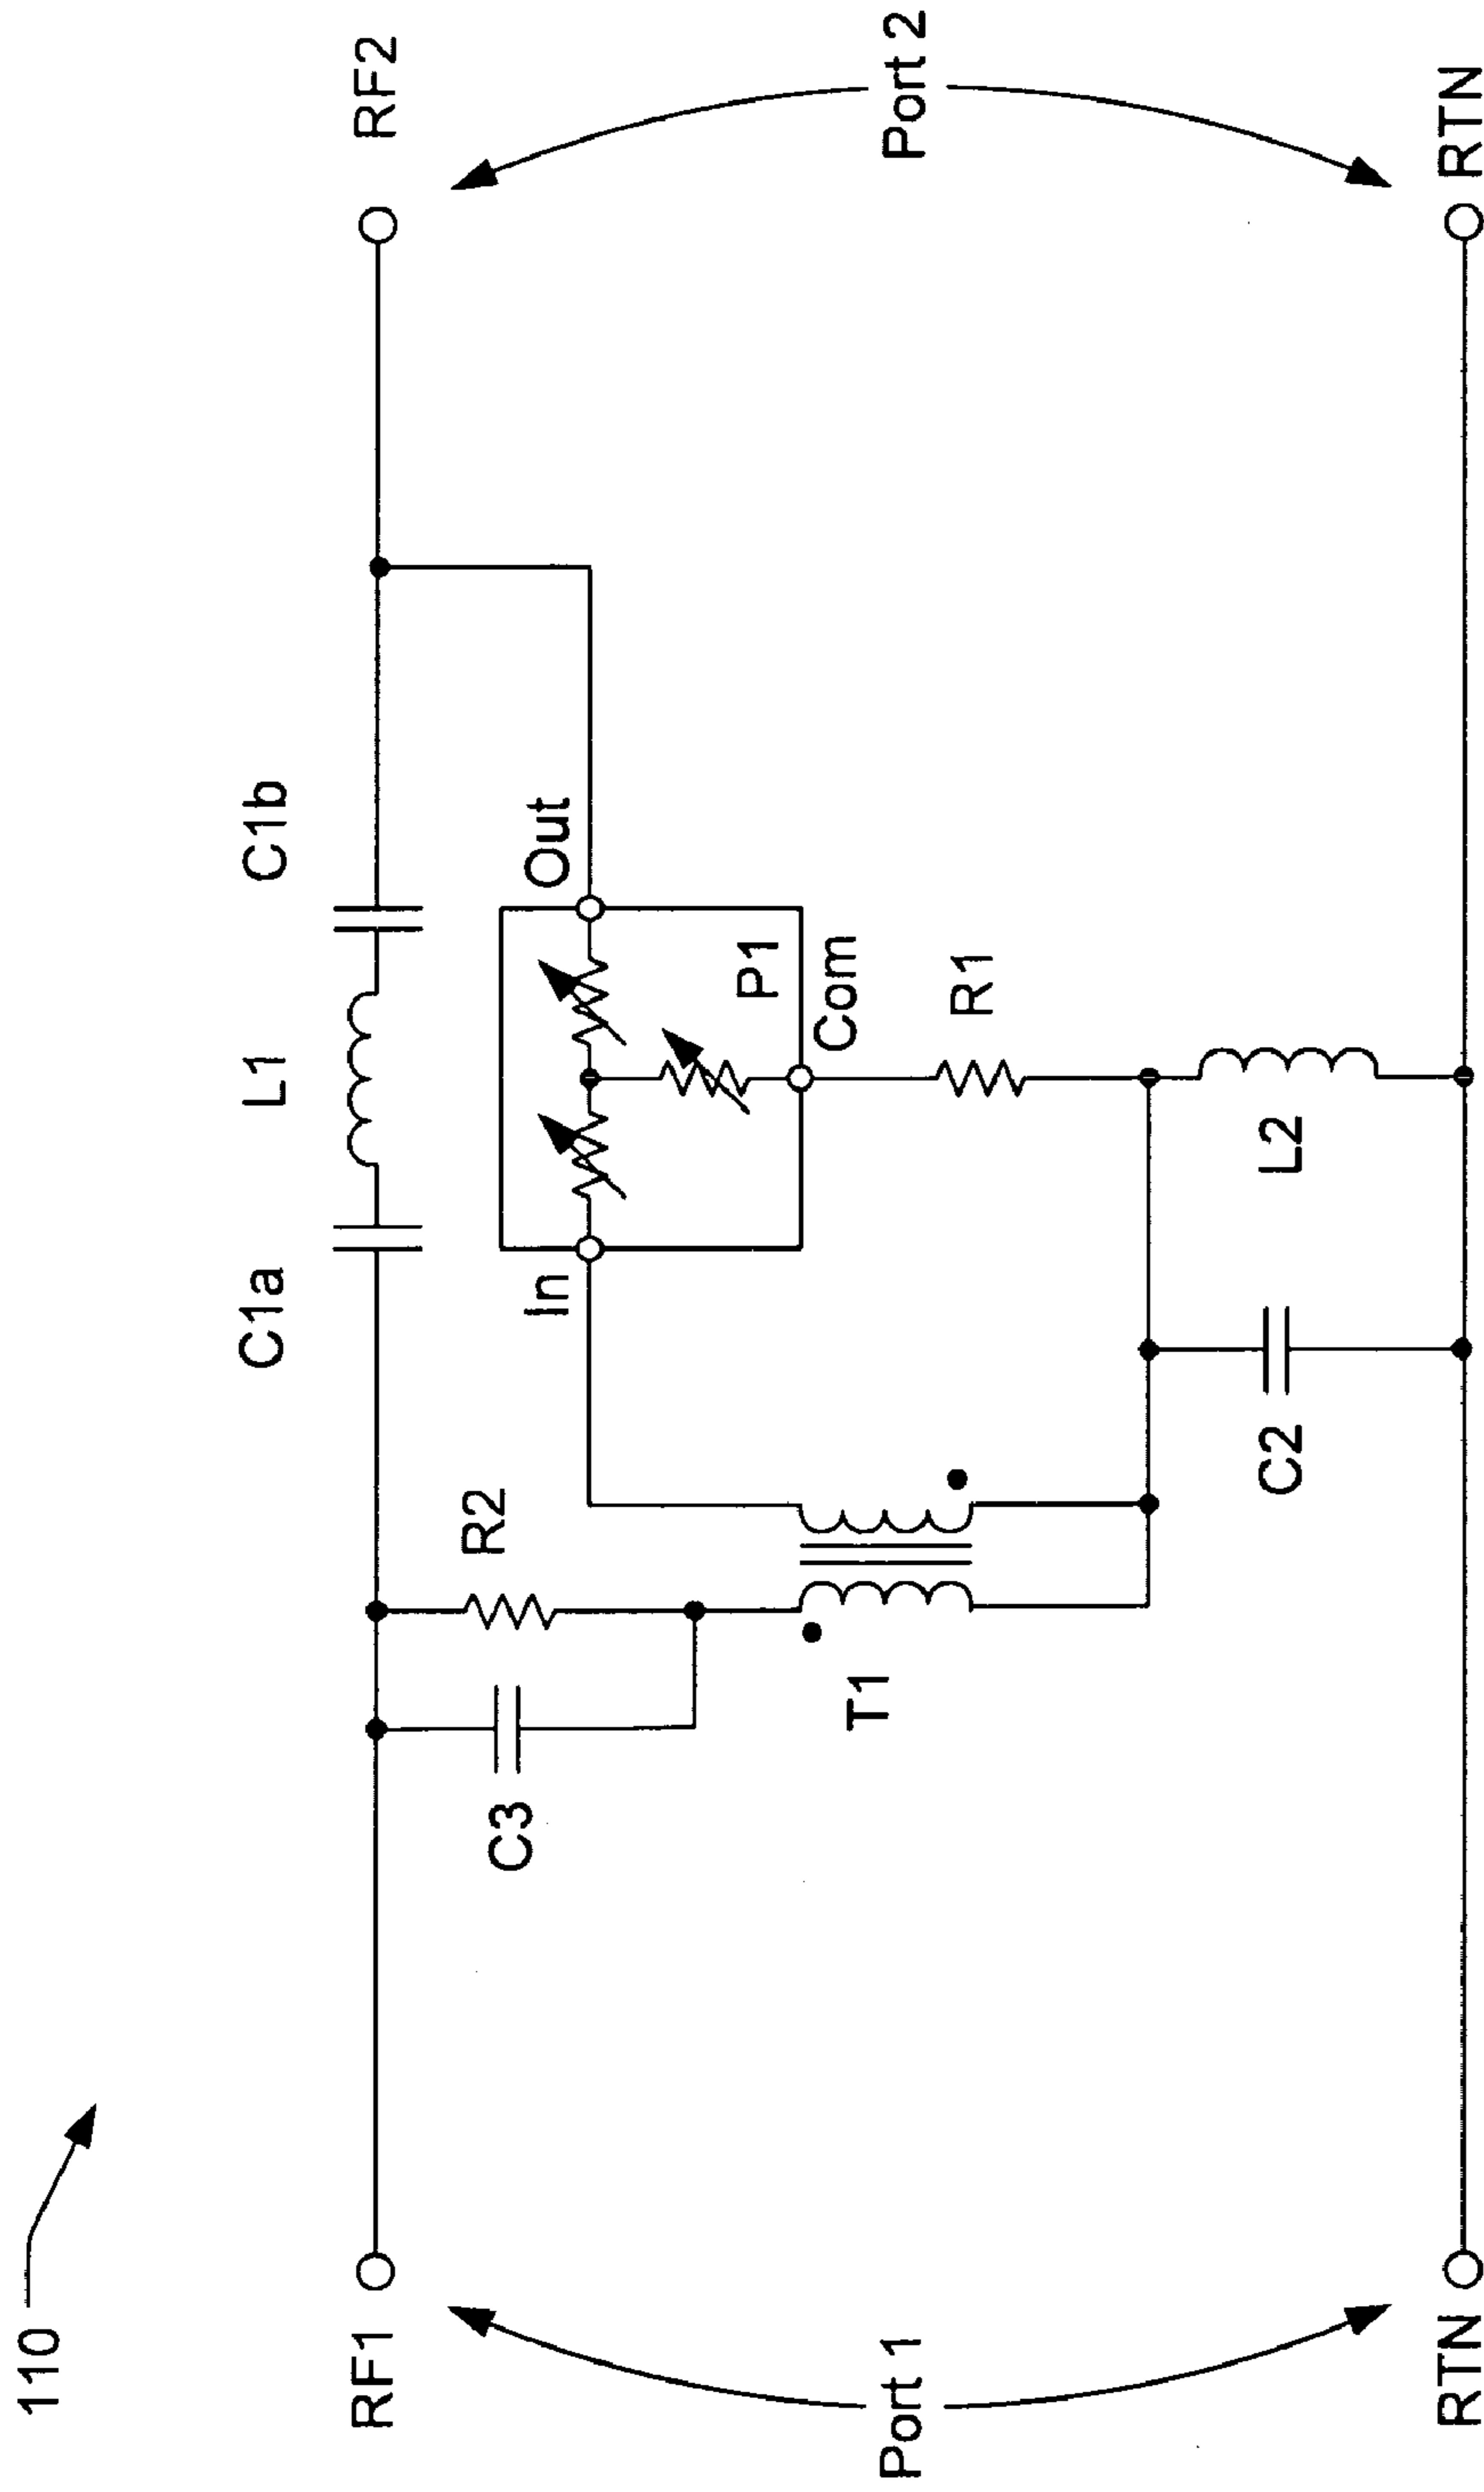 110
C1a
L1
C1b
RF1
RF2
R2
C3
In
Out
P1
Com
T1
R1
Port 1
Port 2
C2
L2
RTN
RTN